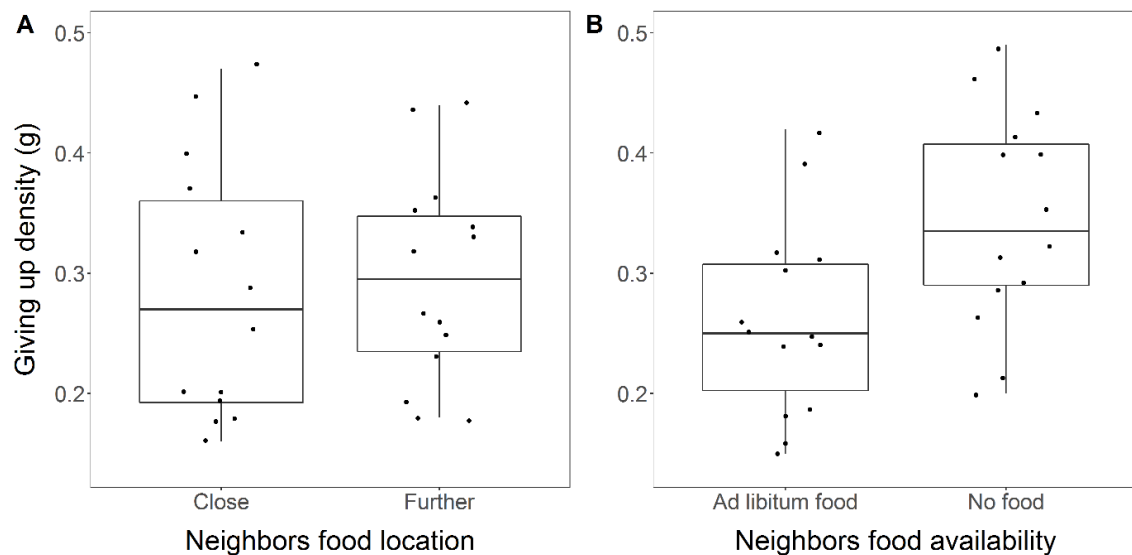 A
Giving up density (g)
0.5
0.4
0.3
0.2
Close
Further
Neighbors food location
B
0.5
0.4
0.3
0.2
Ad libitum food
No food
Neighbors food availability